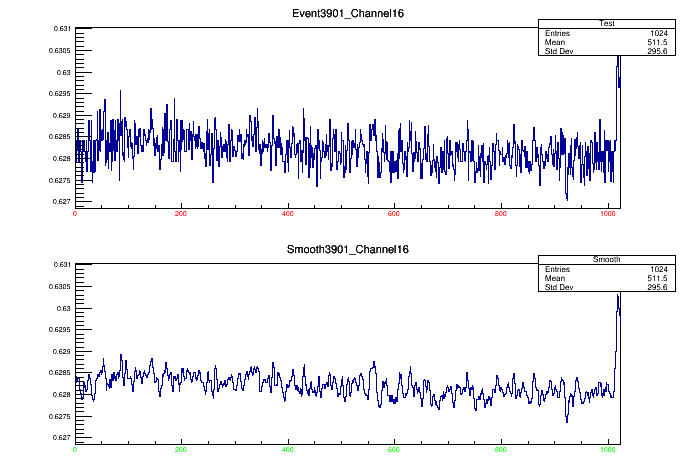 Event3901_Channel16
Test
Entries 1024
Mean 511.5
Std Dev 295.6
0.631
0.6305
0.63
0.6295
0.629
0.6285
0.628
0.6275
0.627
0 200 400 600 800 1000
Smooth3901_Channel16
Smooth
Entries 1024
Mean 511.5
Std Dev 295.6
0.631
0.6305
0.63
0.6295
0.629
0.6285
0.628
0.6275
0.627
0 200 400 600 800 1000